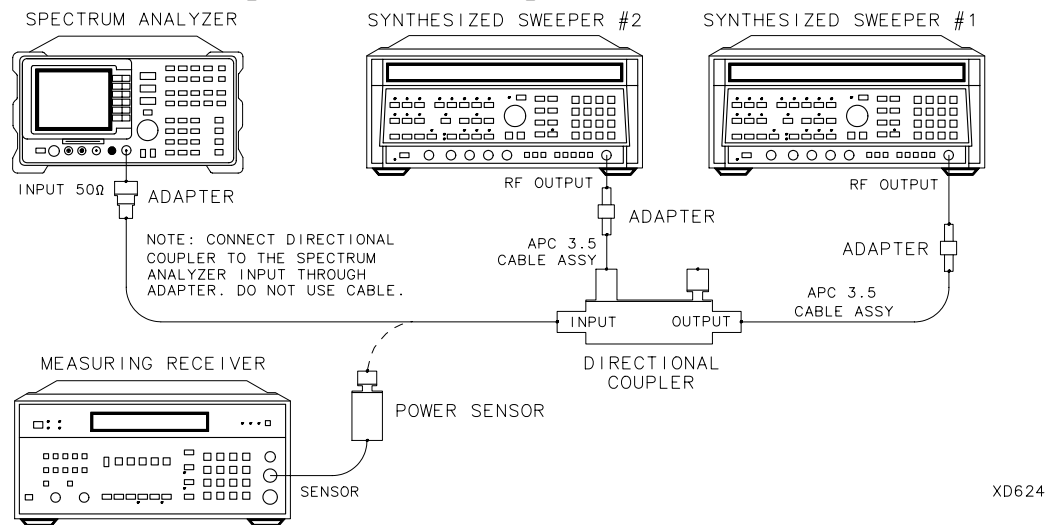 SPECTRUM ANALYZER
SYNTHESIZED SWEEPER #2
SYNTHESIZED SWEEPER #1
INPUT 50Ω
ADAPTER
RF OUTPUT
RF OUTPUT
ADAPTER
ADAPTER
NOTE: CONNECT DIRECTIONAL
COUPLER TO THE SPECTRUM
ANALYZER INPUT THROUGH
ADAPTER. DO NOT USE CABLE.
APC 3.5
CABLE ASSY
APC 3.5
CABLE ASSY
INPUT
OUTPUT
DIRECTIONAL
COUPLER
MEASURING RECEIVER
POWER SENSOR
SENSOR
XD624